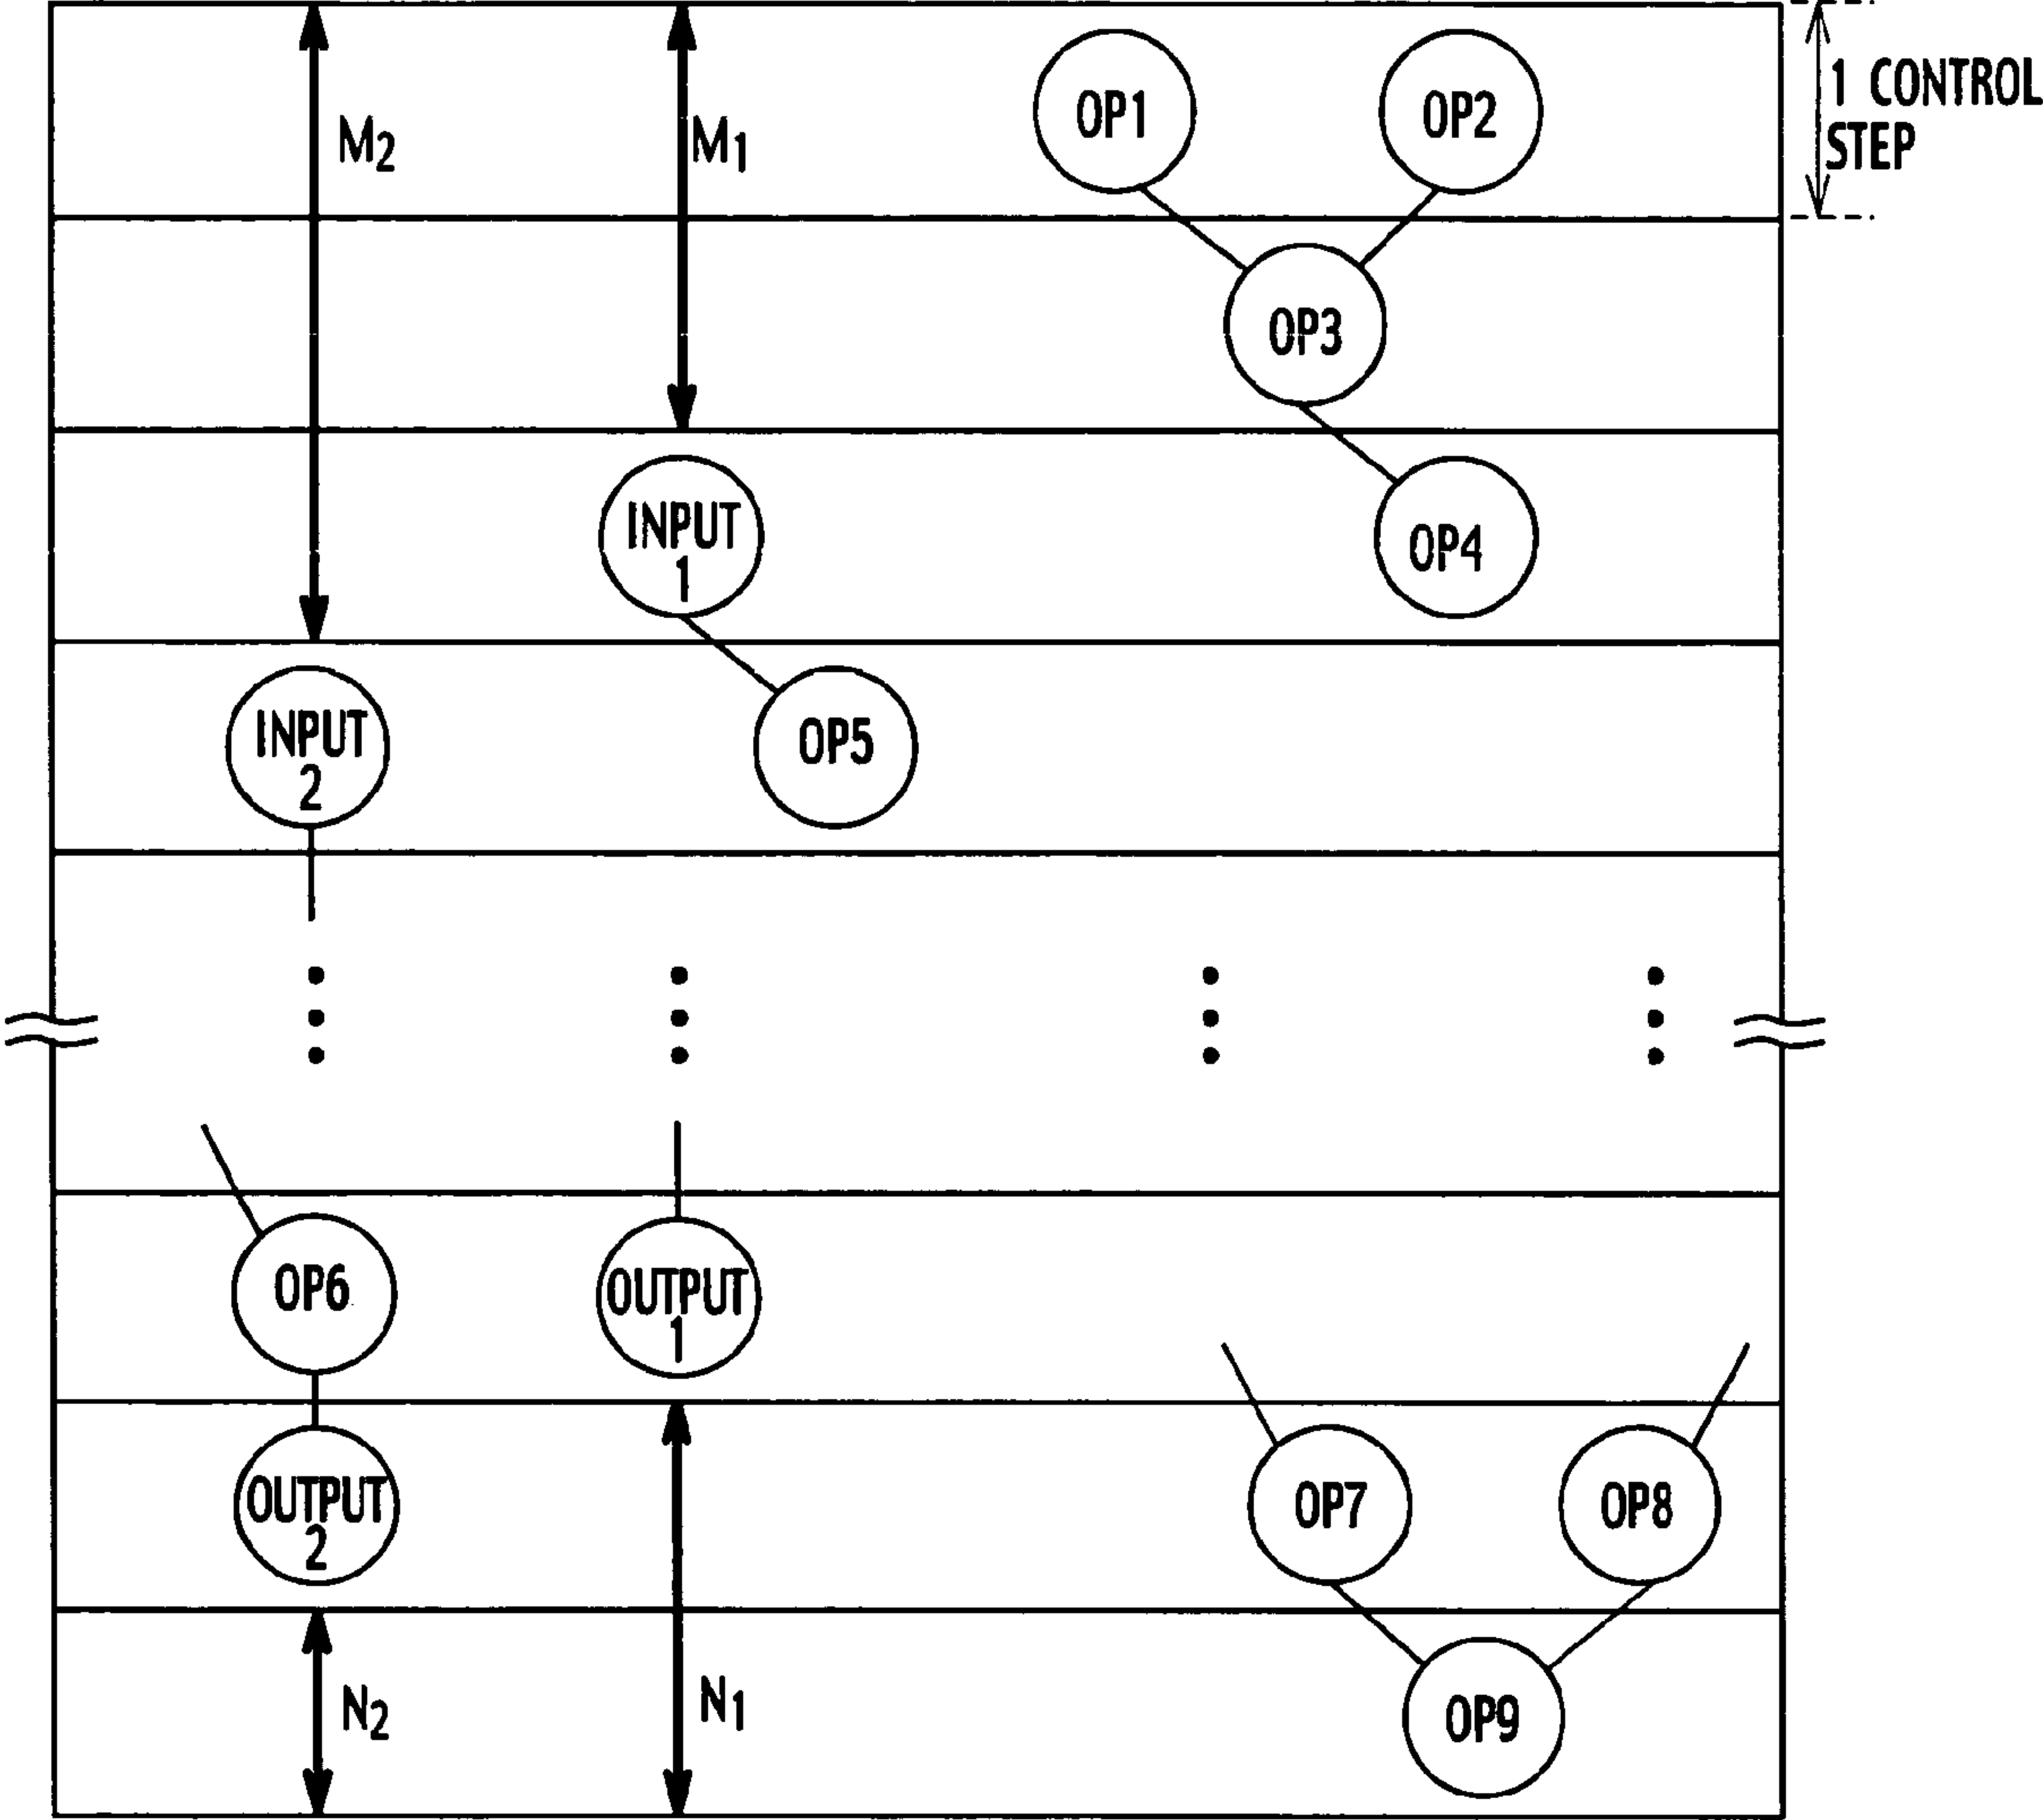 M2
M1
OP1
OP2
1 CONTROL
STEP
OP3
INPUT
1
OP4
INPUT
2
OP5
OP6
OUTPUT
1
OUTPUT
2
OP7
OP8
N2
N1
OP9